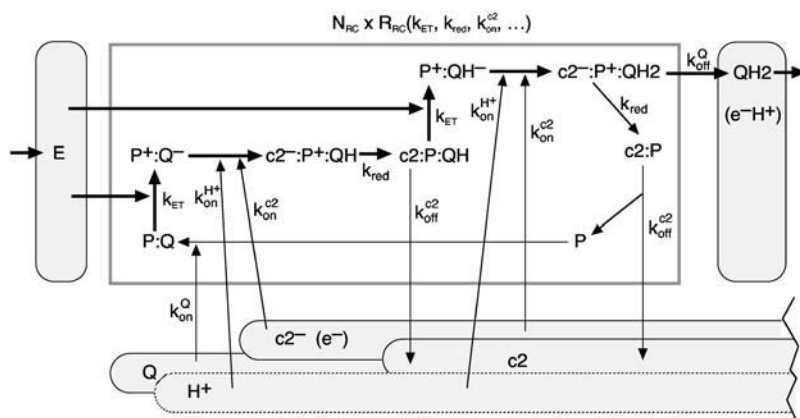 N_RC x R_RC(k_ET, k_red, k_on^c2, ...)
P⁺:QH⁻
c2⁻:P⁺:QH2
k_off^Q
QH2
(e⁻H⁺)
k_ET
k_on^H+
k_on^c2
k_red
E
P⁺:Q⁻
c2⁻:P⁺:QH
k_red
c2:P:QH
c2:P
k_ET
k_on^H+
k_on^c2
k_off^c2
k_off^c2
P:Q
P
k_on^Q
c2⁻ (e⁻)
c2
Q
H⁺